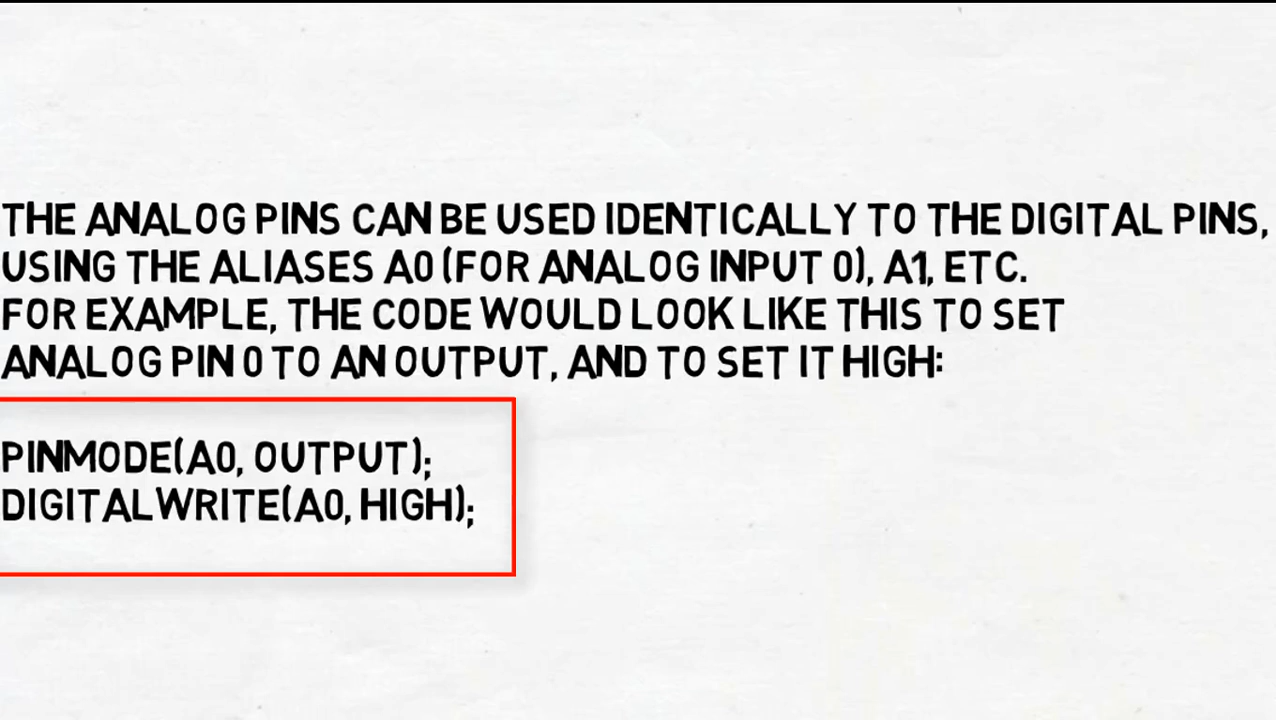 THE ANALOG PINS CAN BE USED IDENTICALLY TO THE DIGITAL PINS,
USING THE ALIASES A0 (FOR ANALOG INPUT 0), A1, ETC.
FOR EXAMPLE, THE CODE WOULD LOOK LIKE THIS TO SET
ANALOG PIN 0 TO AN OUTPUT, AND TO SET IT HIGH:
PINMODE(A0, OUTPUT);
DIGITALWRITE(A0, HIGH);